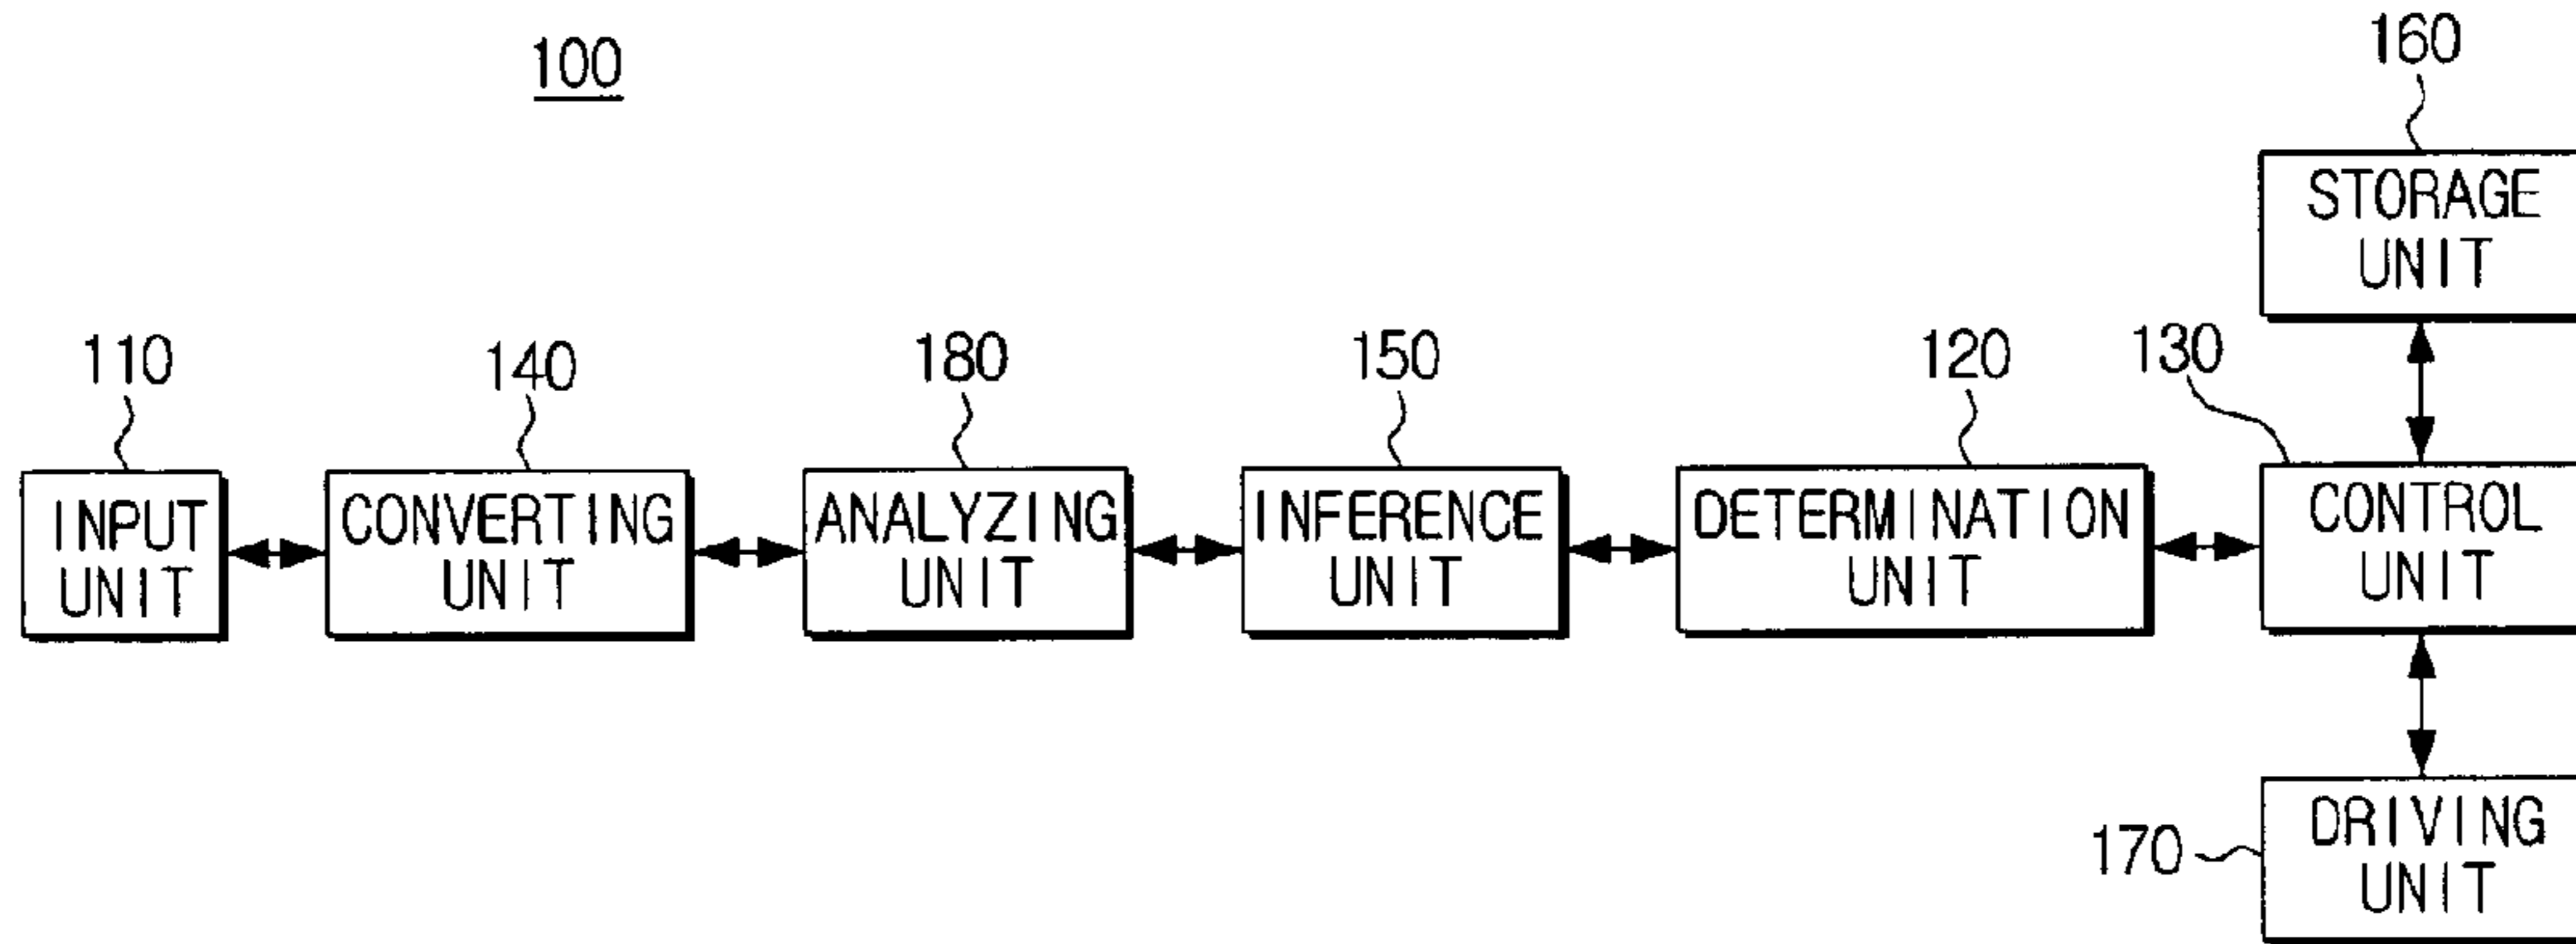 100
160
STORAGE
UNIT
110
140
180
150
120
130
INPUT
UNIT
CONVERTING
UNIT
ANALYZING
UNIT
INFERENCE
UNIT
DETERMINATION
UNIT
CONTROL
UNIT
170
DRIVING
UNIT